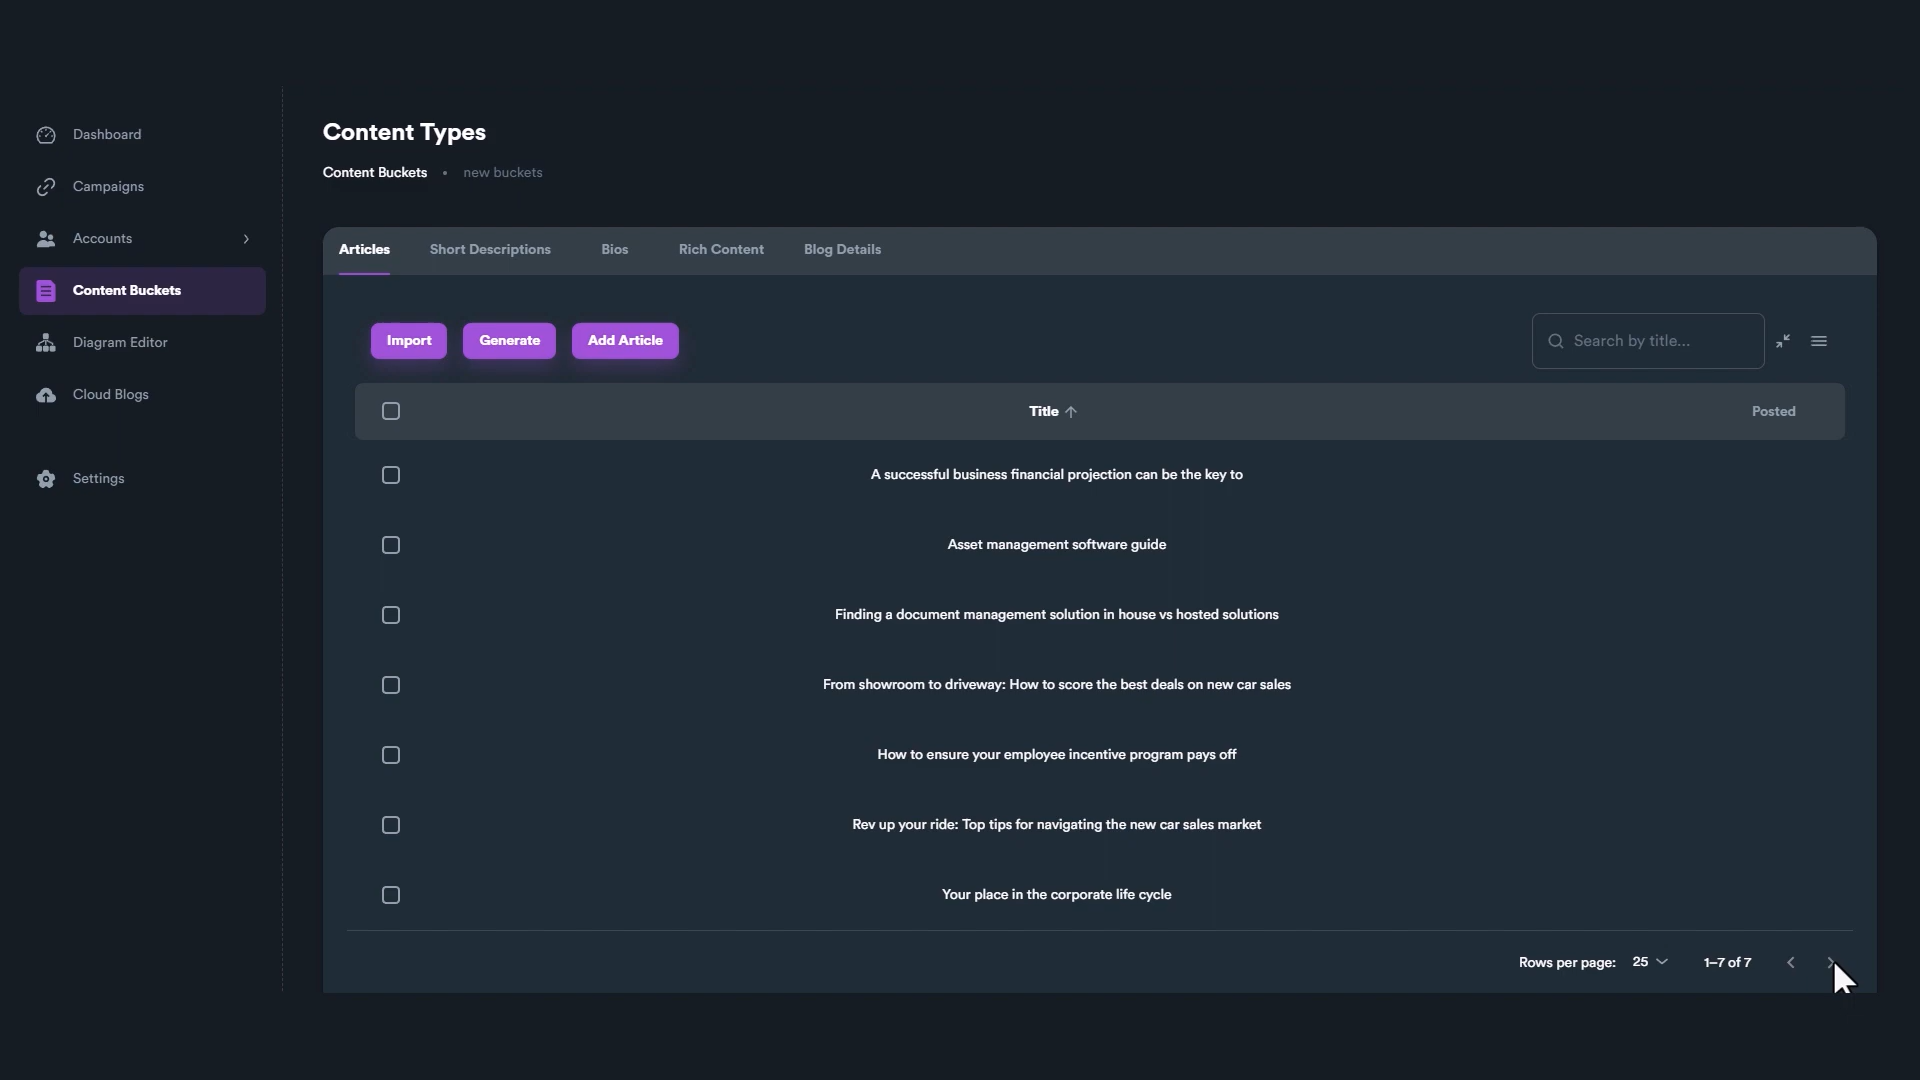 Dashboard
Campaigns
Accounts
Content Buckets
Diagram Editor
Cloud Blogs
Settings
Content Types
Content Buckets • new buckets
Articles Short Descriptions Bios Rich Content Blog Details
Import Generate Add Article Search by title...
Title Posted
A successful business financial projection can be the key to
Asset management software guide
Finding a document management solution in house vs hosted solutions
From showroom to driveway: How to score the best deals on new car sales
How to ensure your employee incentive program pays off
Rev up your ride: Top tips for navigating the new car sales market
Your place in the corporate life cycle
Rows per page: 25 1–7 of 7